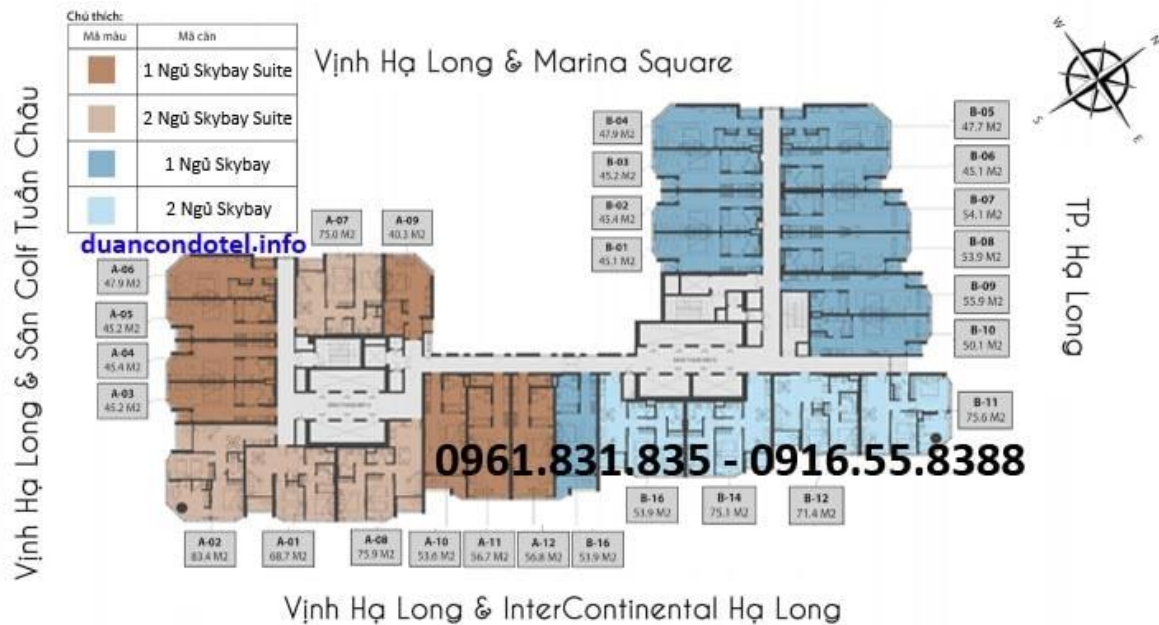 Chú thích:
Mã màu Mã căn
1 Ngủ Skybay Suite
2 Ngủ Skybay Suite
1 Ngủ Skybay
2 Ngủ Skybay
duancondotel.info
Vịnh Hạ Long & Marina Square
W
N
S
E
Vịnh Hạ Long & Sân Golf Tuần Châu
TP. Hạ Long
B-04
47.9 M2
B-03
45.2 M2
B-02
45.4 M2
B-01
45.1 M2
B-05
47.7 M2
B-06
45.1 M2
B-07
54.1 M2
B-08
53.9 M2
B-09
55.9 M2
B-10
50.1 M2
B-11
75.6 M2
A-07
75.0 M2
A-09
40.3 M2
A-06
47.9 M2
A-05
45.2 M2
A-04
45.4 M2
A-03
45.2 M2
0961.831.835 - 0916.55.8388
B-16
53.9 M2
B-14
75.1 M2
B-12
71.4 M2
A-02
83.4 M2
A-01
68.7 M2
A-08
75.9 M2
A-10
53.6 M2
A-11
56.7 M2
A-12
56.8 M2
B-16
53.9 M2
Vịnh Hạ Long & InterContinental Hạ Long